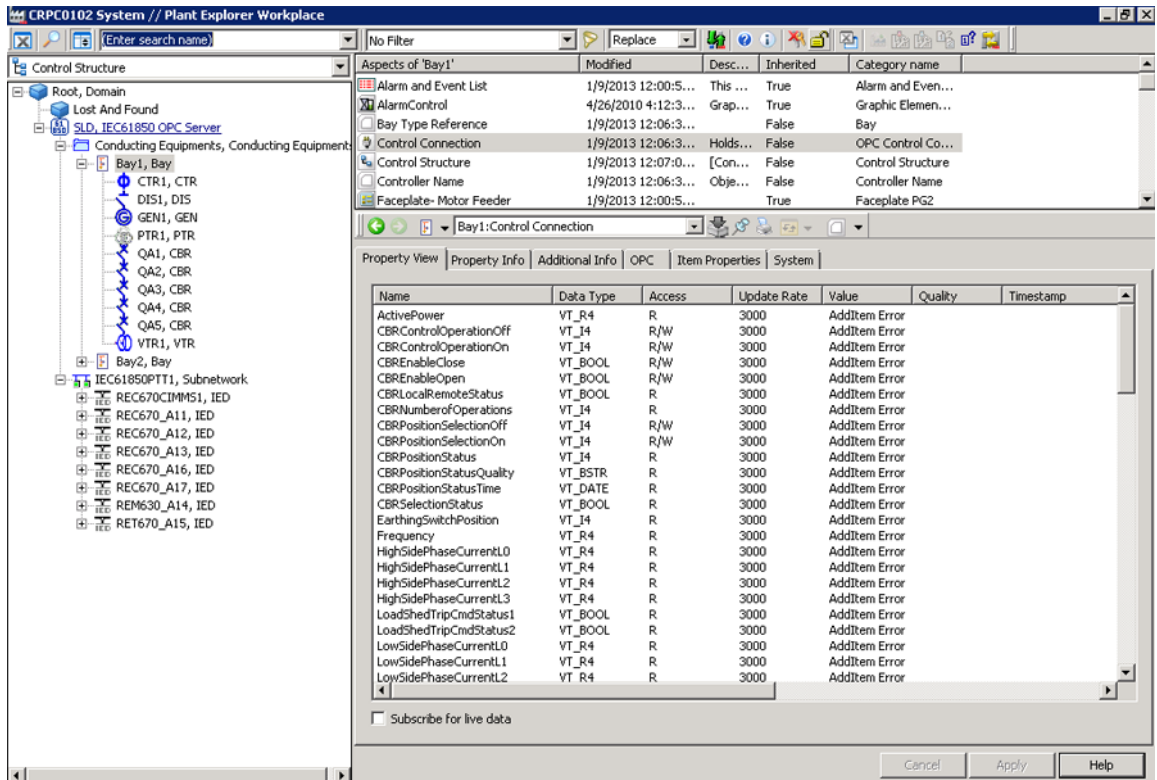 CRPC0102 System // Plant Explorer Workplace
(Enter search name) No Filter Replace
Control Structure
Root, Domain
Lost And Found
SLD, IEC61850 OPC Server
Conducting Equipments, Conducting Equipment
Bay1, Bay
CTR1, CTR
DIS1, DIS
GEN1, GEN
PTR1, PTR
QA1, CBR
QA2, CBR
QA3, CBR
QA4, CBR
QA5, CBR
VTR1, VTR
Bay2, Bay
IEC61850PTT1, Subnetwork
REC670CIMMS1, IED
REC670_A11, IED
REC670_A12, IED
REC670_A13, IED
REC670_A16, IED
REC670_A17, IED
REM630_A14, IED
RET670_A15, IED
Aspects of 'Bay1' Modified Desc... Inherited Category name
Alarm and Event List 1/9/2013 12:00:5... This ... True Alarm and Even...
AlarmControl 4/26/2010 4:12:3... Grap... True Graphic Elemen...
Bay Type Reference 1/9/2013 12:06:3... False Bay
Control Connection 1/9/2013 12:06:3... Holds... False OPC Control Co...
Control Structure 1/9/2013 12:07:0... [Con... False Control Structure
Controller Name 1/9/2013 12:06:3... Obje... False Controller Name
Faceplate- Motor Feeder 1/9/2013 12:00:5... True Faceplate PG2
Bay1:Control Connection
Property View Property Info Additional Info OPC Item Properties System
Name Data Type Access Update Rate Value Quality Timestamp
ActivePower VT_R4 R 3000 AddItem Error
CBRControlOperationOff VT_I4 R/W 3000 AddItem Error
CBRControlOperationOn VT_I4 R/W 3000 AddItem Error
CBREnableClose VT_BOOL R/W 3000 AddItem Error
CBREnableOpen VT_BOOL R/W 3000 AddItem Error
CBRLocalRemoteStatus VT_BOOL R 3000 AddItem Error
CBRNumberofOperations VT_I4 R 3000 AddItem Error
CBRPositionSelectionOff VT_I4 R/W 3000 AddItem Error
CBRPositionSelectionOn VT_I4 R/W 3000 AddItem Error
CBRPositionStatus VT_I4 R 3000 AddItem Error
CBRPositionStatusQuality VT_BSTR R 3000 AddItem Error
CBRPositionStatusTime VT_DATE R 3000 AddItem Error
CBRSelectionStatus VT_BOOL R 3000 AddItem Error
EarthingSwitchPosition VT_I4 R 3000 AddItem Error
Frequency VT_R4 R 3000 AddItem Error
HighSidePhaseCurrentL0 VT_R4 R 3000 AddItem Error
HighSidePhaseCurrentL1 VT_R4 R 3000 AddItem Error
HighSidePhaseCurrentL2 VT_R4 R 3000 AddItem Error
HighSidePhaseCurrentL3 VT_R4 R 3000 AddItem Error
LoadShedTripCmdStatus1 VT_BOOL R 3000 AddItem Error
LoadShedTripCmdStatus2 VT_BOOL R 3000 AddItem Error
LowSidePhaseCurrentL0 VT_R4 R 3000 AddItem Error
LowSidePhaseCurrentL1 VT_R4 R 3000 AddItem Error
LowSidePhaseCurrentL2 VT_R4 R 3000 AddItem Error
Subscribe for live data
Cancel Apply Help